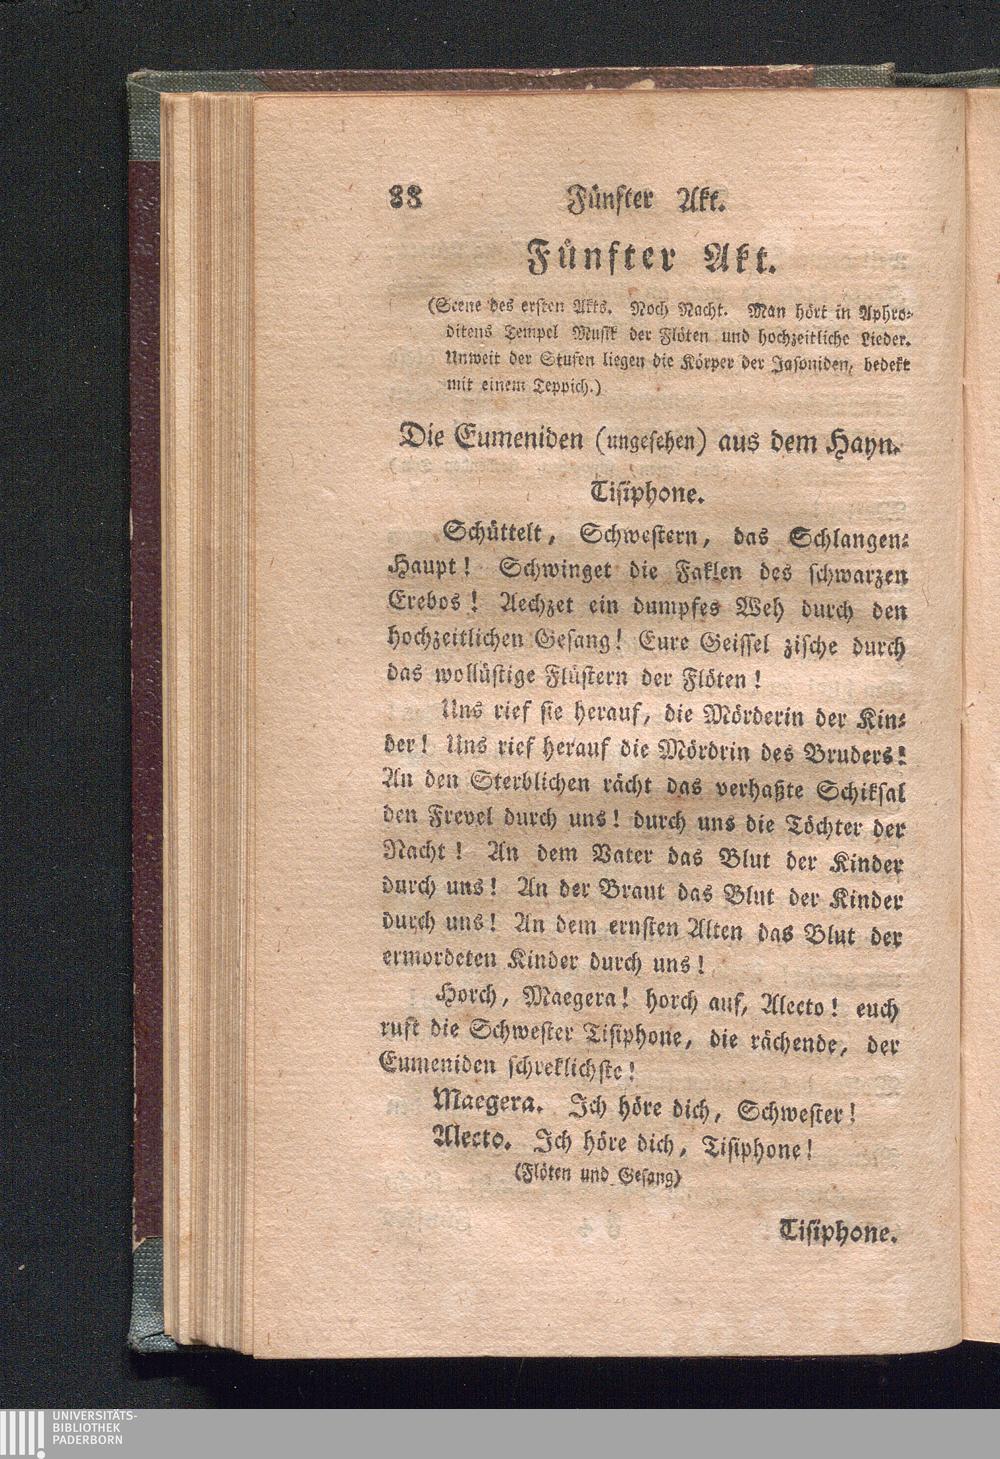 88 Fünfter Akt.
Fünfter Akt.
(Scene des ersten Akts. Noch Nacht. Man hört in Aphro-
ditens Tempel Musik der Flöten und hochzeitliche Lieder.
Unweit der Stufen liegen die Körper der Jasoniden, bedekt
mit einem Teppich.)
Die Eumeniden (ungesehen) aus dem Hayn.
Tisiphone.
Schüttelt, Schwestern, das Schlangen-
Haupt! Schwinget die Faklen des schwarzen
Erebos! Aechzet ein dumpfes Weh durch den
hochzeitlichen Gesang! Eure Geissel zische durch
das wollüstige Flüstern der Flöten!
Uns rief sie herauf, die Mörderin der Kin-
der! Uns rief herauf die Mördrin des Bruders!
An den Sterblichen rächt das verhaßte Schiksal
den Frevel durch uns! durch uns die Töchter der
Nacht! An dem Vater das Blut der Kinder
durch uns! An der Braut das Blut der Kinder
durch uns! An dem ernsten Alten das Blut der
ermordeten Kinder durch uns!
Horch, Maegera! horch auf, Alecto! euch
ruft die Schwester Tisiphone, die rächende, der
Eumeniden schreklichste!
Maegera. Ich höre dich, Schwester!
Alecto. Ich höre dich, Tisiphone!
(Flöten und Gesang)
Tisiphone.
UNIVERSITÄTS-
BIBLIOTHEK
PADERBORN